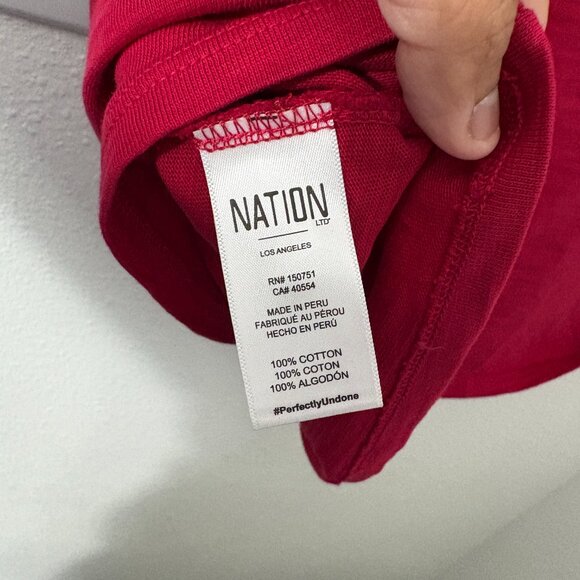 NATION
LTD
LOS ANGELES
RN# 150751
CA# 40554
MADE IN PERU
FABRIQUÉ AU PÉROU
HECHO EN PERÚ
100% COTTON
100% COTON
100% ALGODÓN
#PerfectlyUndone